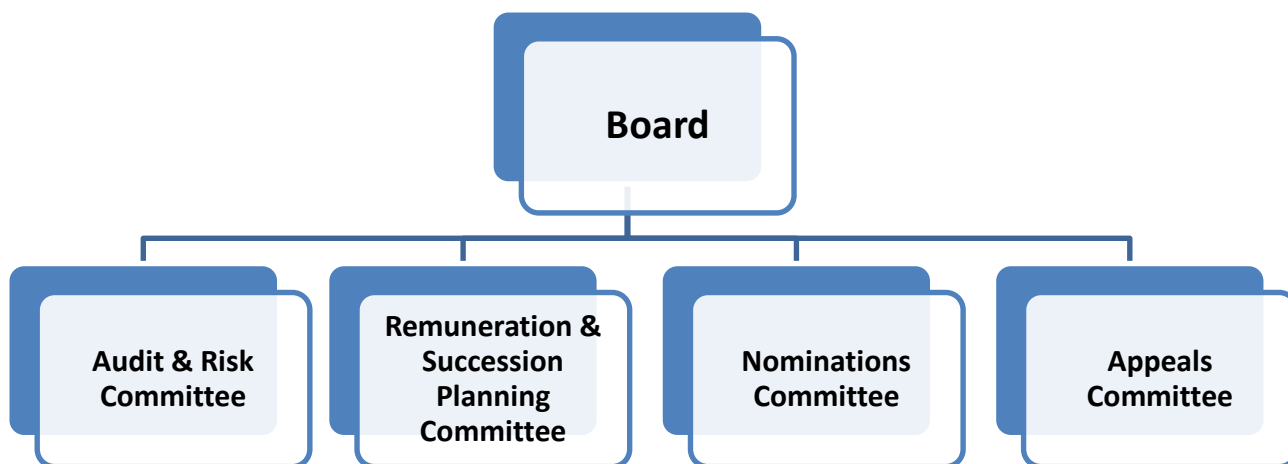 Board
Audit & Risk
Committee
Remuneration &
Succession
Planning
Committee
Nominations
Committee
Appeals
Committee